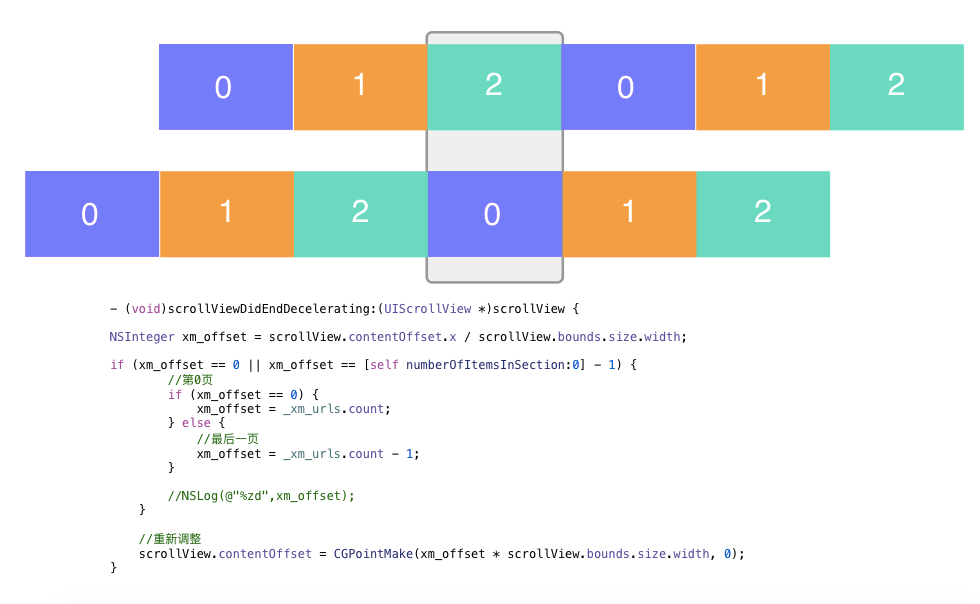 0 1 2 0 1 2
0 1 2 0 1 2
- (void)scrollViewDidEndDecelerating:(UIScrollView *)scrollView {
NSInteger xm_offset = scrollView.contentOffset.x / scrollView.bounds.size.width;
if (xm_offset == 0 || xm_offset == [self numberOfItemsInSection:0] - 1) {
//第0页
if (xm_offset == 0) {
xm_offset = _xm_urls.count;
} else {
//最后一页
xm_offset = _xm_urls.count - 1;
}
//NSLog(@"%zd",xm_offset);
}
//重新调整
scrollView.contentOffset = CGPointMake(xm_offset * scrollView.bounds.size.width, 0);
}